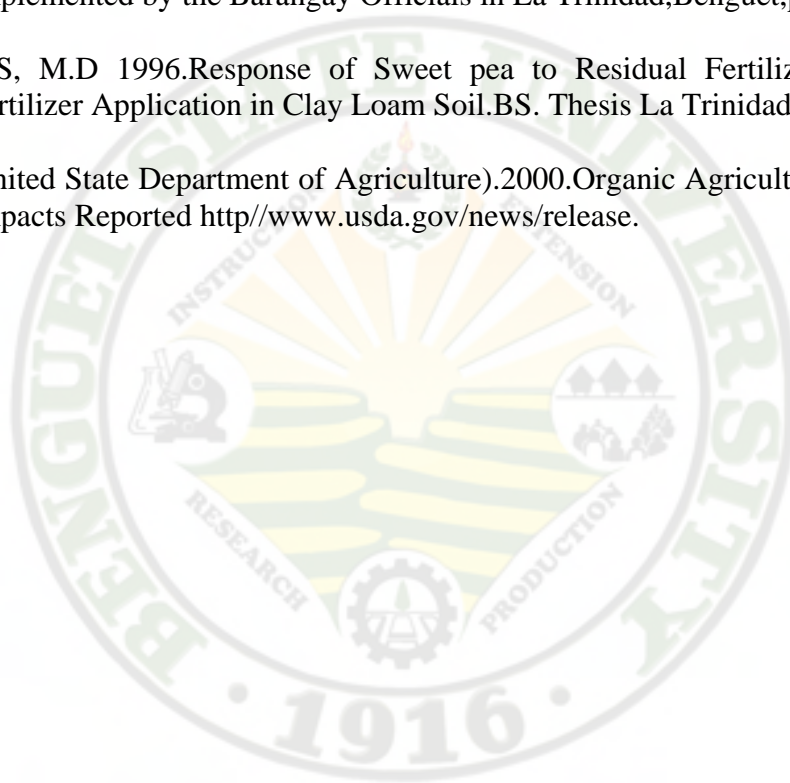 plemented by the Barangay Officials in La Trinidad,Benguet,
S, M.D 1996.Response of Sweet pea to Residual Fertiliz
rtilizer Application in Clay Loam Soil.BS. Thesis La Trinidad
nited State Department of Agriculture).2000.Organic Agricult
pacts Reported http//www.usda.gov/news/release.
BENGUET STATE UNIVERSITY
INSTRUCTION
EXTENSION
RESEARCH
PRODUCTION
1916